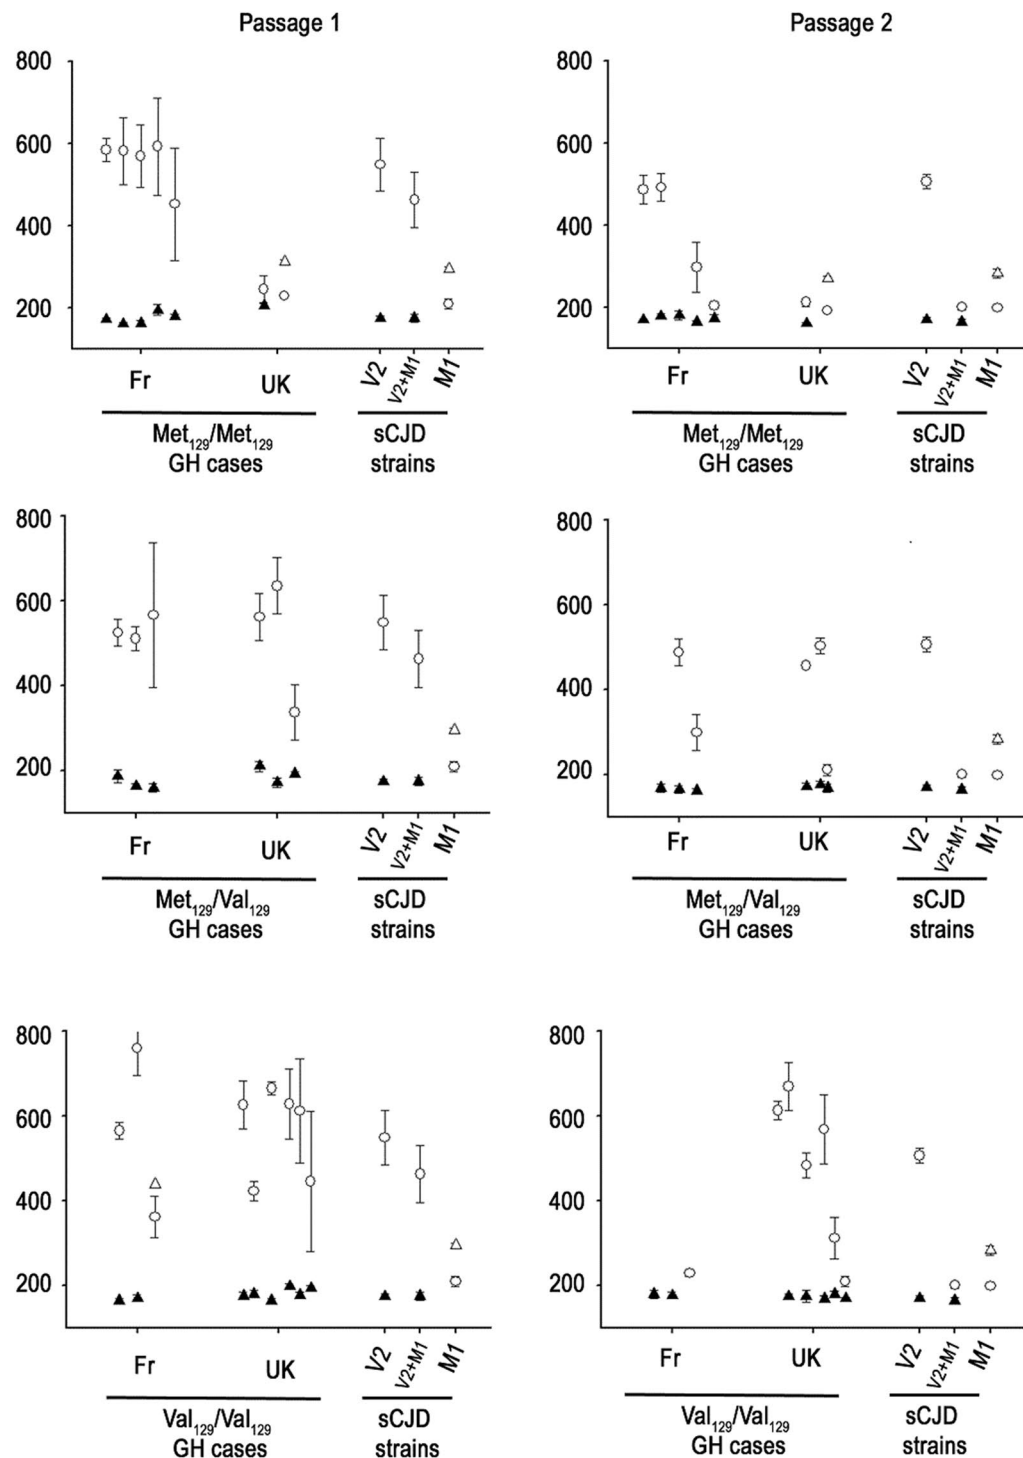 Passage 1
Passage 2
800
600
400
200
Fr
UK
V2
V2+M1
M1
Met129/Met129
GH cases
sCJD
strains
800
600
400
200
Fr
UK
V2
V2+M1
M1
Met129/Met129
GH cases
sCJD
strains
800
600
400
200
Fr
UK
V2
V2+M1
M1
Met129/Val129
GH cases
sCJD
strains
800
600
400
200
Fr
UK
V2
V2+M1
M1
Met129/Val129
GH cases
sCJD
strains
800
600
400
200
Fr
UK
V2
V2+M1
M1
Val129/Val129
GH cases
sCJD
strains
800
600
400
200
Fr
UK
V2
V2+M1
M1
Val129/Val129
GH cases
sCJD
strains